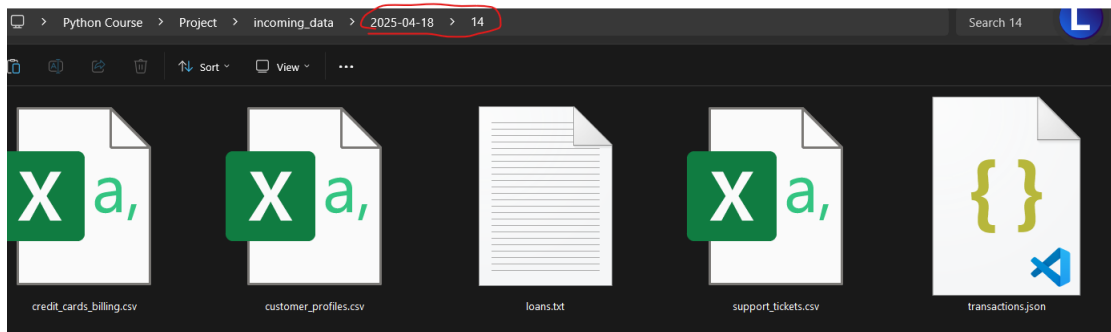 > Python Course > Project > incoming_data > 2025-04-18 > 14
Search 14
L
A
Sort
View
X a,
X a,
X a,
{ }
credit_cards_billing.csv
customer_profiles.csv
loans.txt
support_tickets.csv
transactions.json